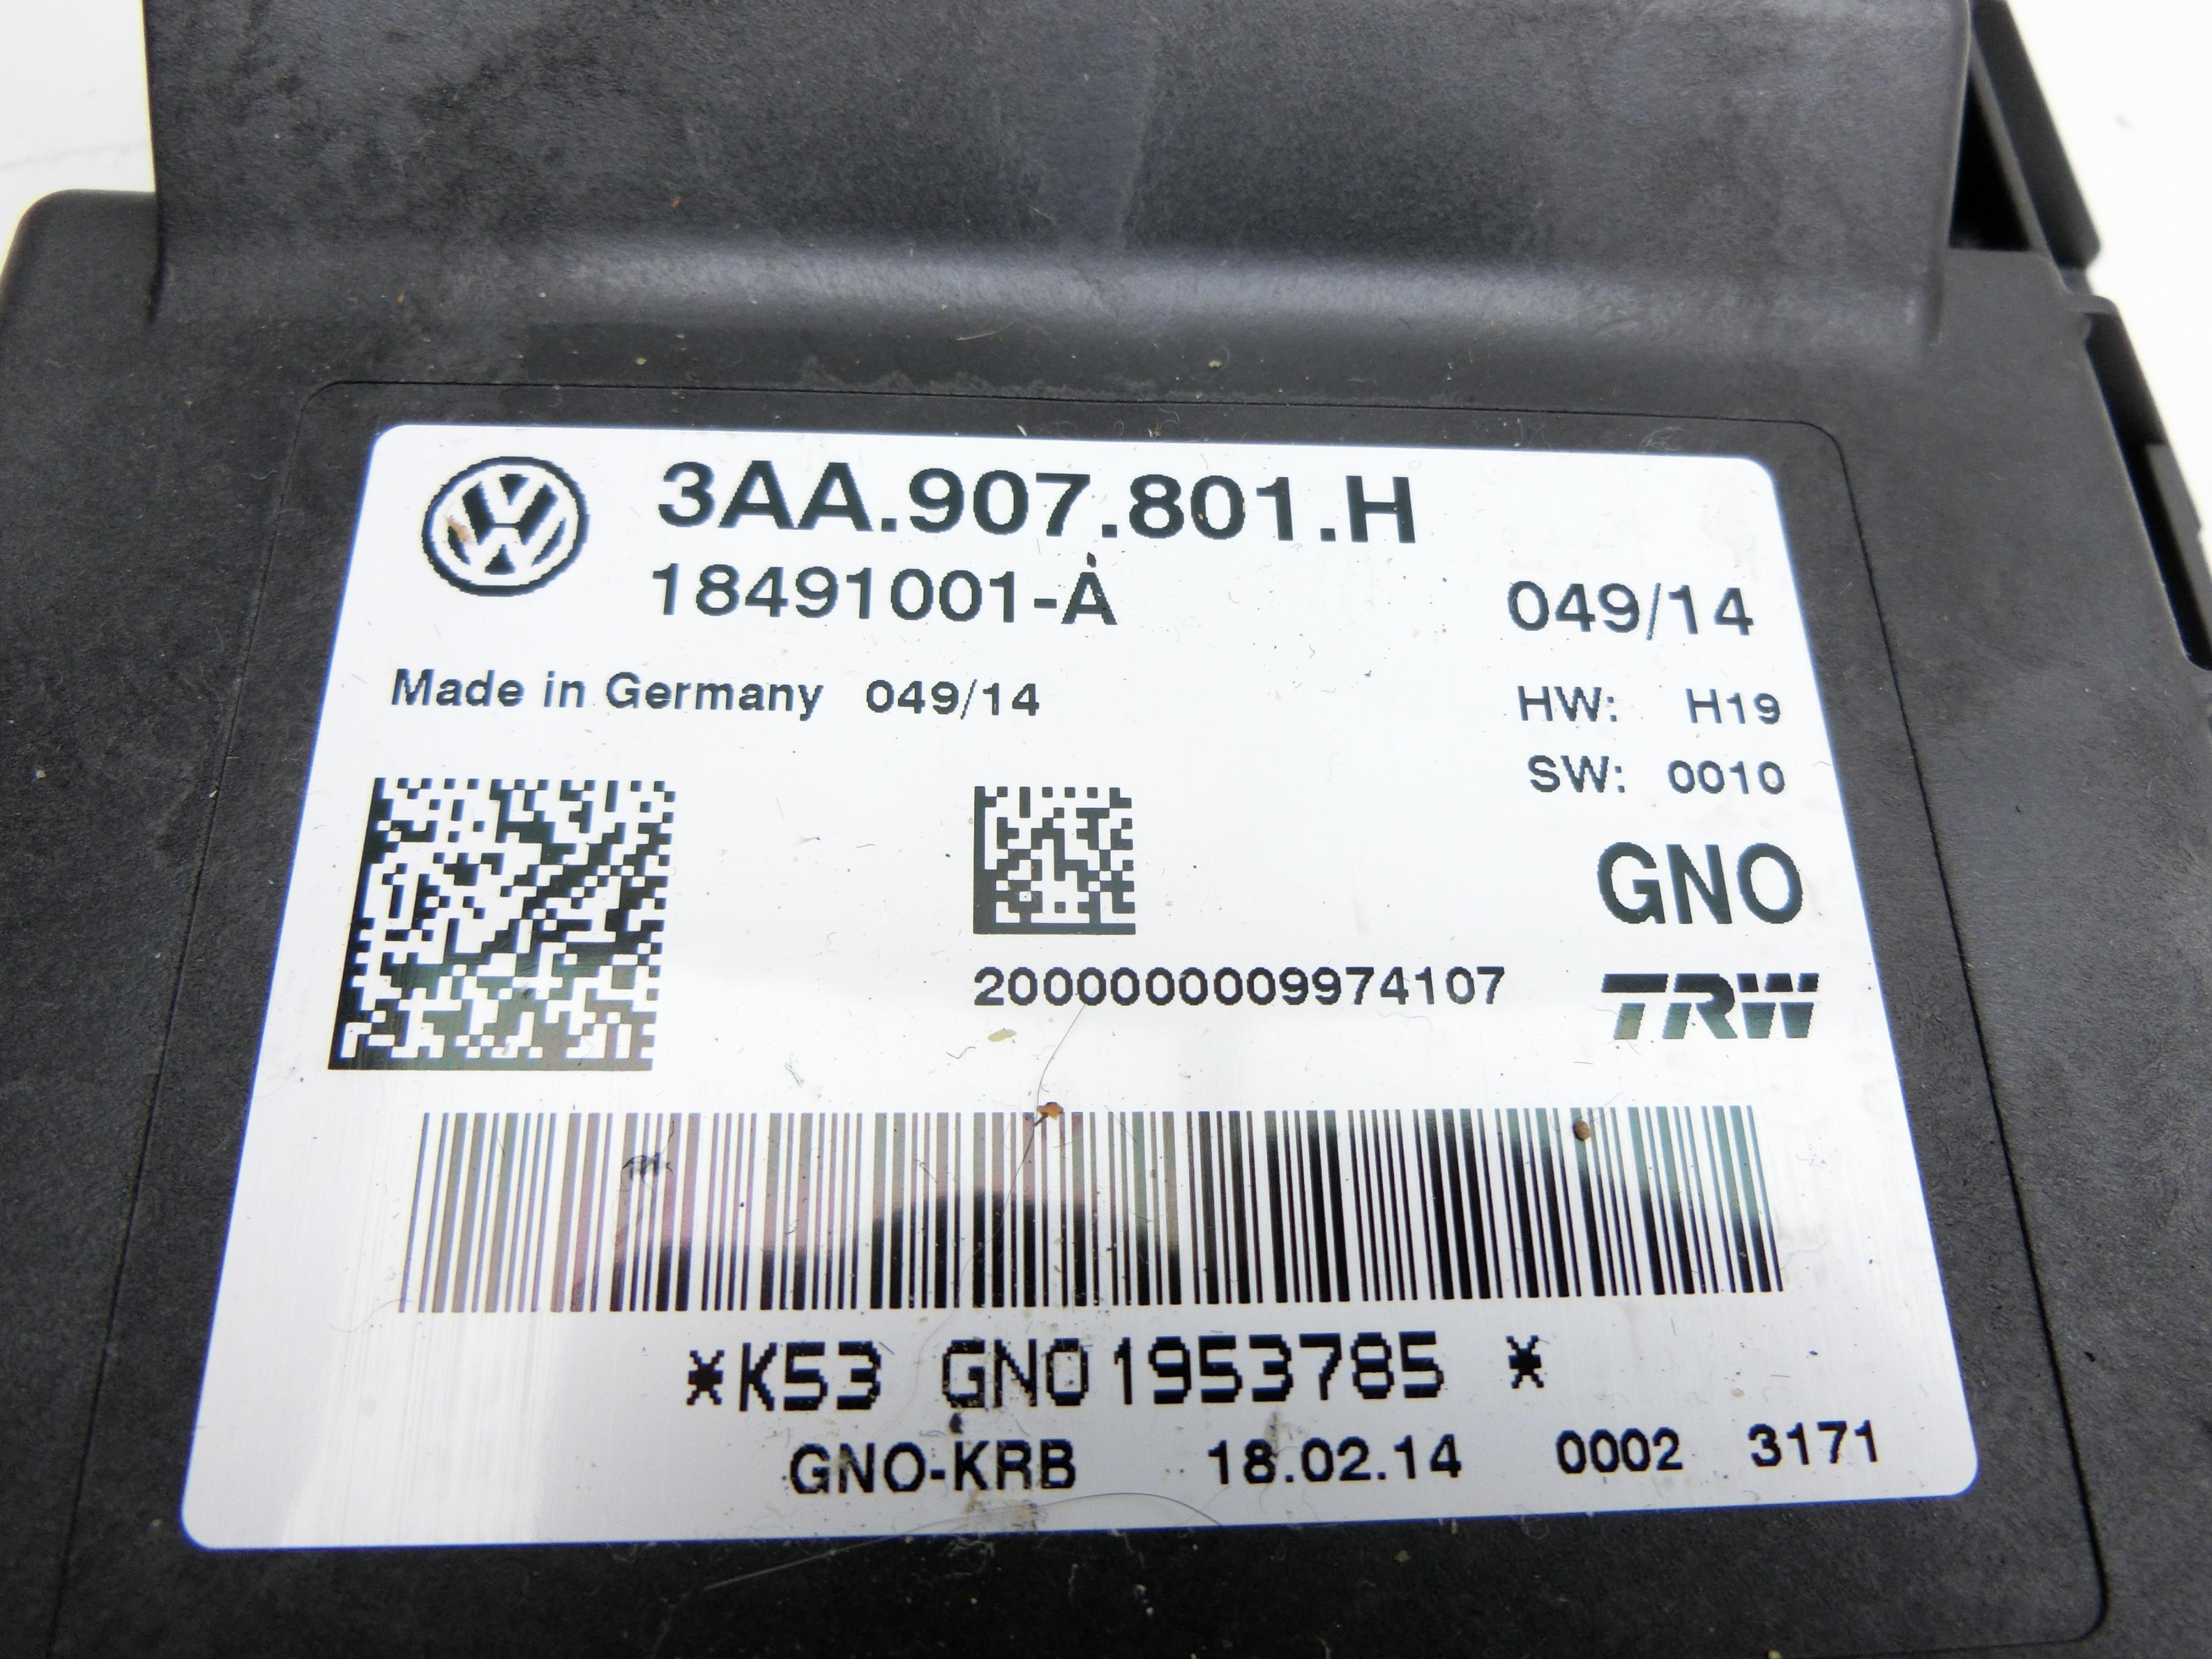 3AA.907.801.H
18491001-A 049/14
Made in Germany 049/14 HW: H19
SW: 0010
GNO
2000000009974107 TRW
*K53 GNO1953785 *
GNO-KRB 18.02.14 0002 3171